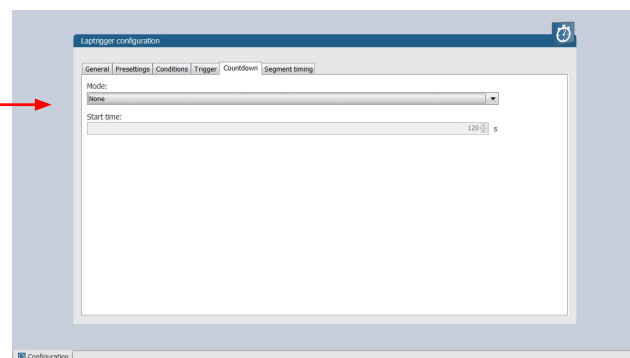 Laptrigger configuration
General Presettings Conditions Trigger Countdown Segment timing
Mode:
None
Start time:
120 s
Configuration